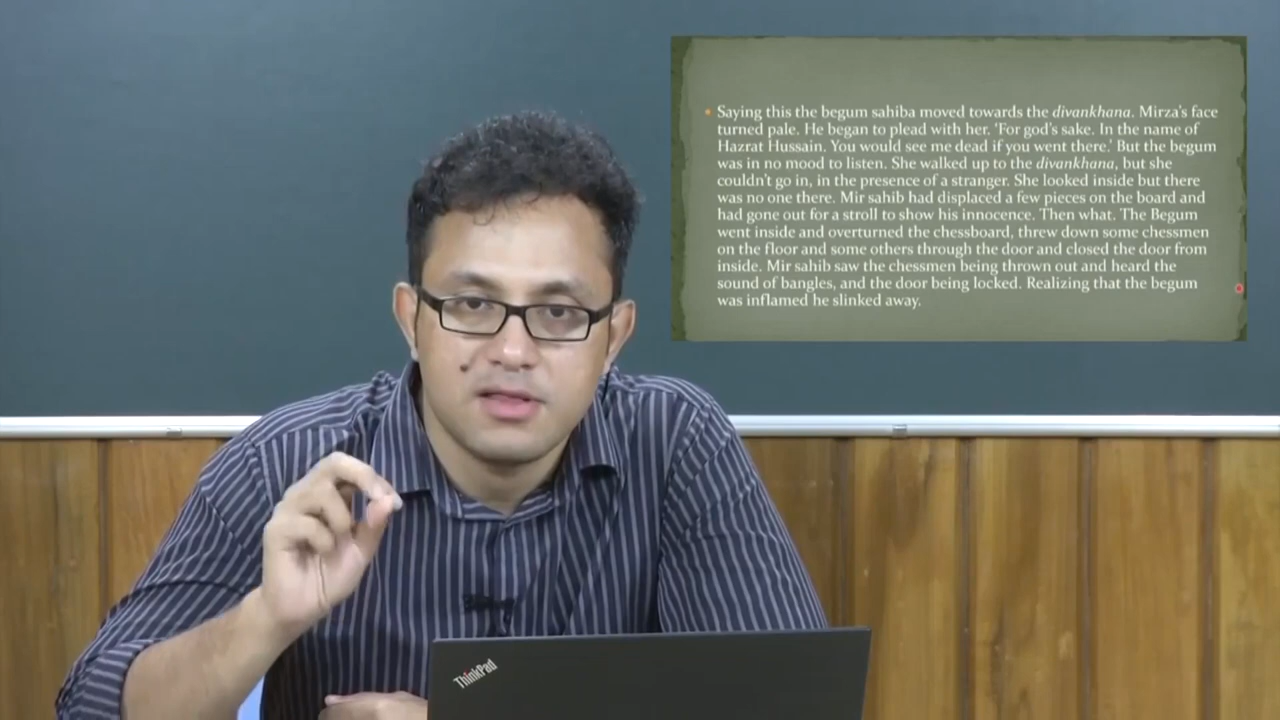 Saying this the begum sahiba moved towards the divankhana. Mirza's face
turned pale. He began to plead with her. 'For god's sake. In the name of
Hazrat Hussain. You would see me dead if you went there.' But the begum
was in no mood to listen. She walked up to the divankhana, but she
couldn't go in, in the presence of a stranger. She looked inside but there
was no one there. Mir sahib had displaced a few pieces on the board and
had gone out for a stroll to show his innocence. Then what. The Begum
went inside and overturned the chessboard, threw down some chessmen
on the floor and some others through the door and closed the door from
inside. Mir sahib saw the chessmen being thrown out and heard the
sound of bangles, and the door being locked. Realizing that the begum
was inflamed he slinked away.
ThinkPad